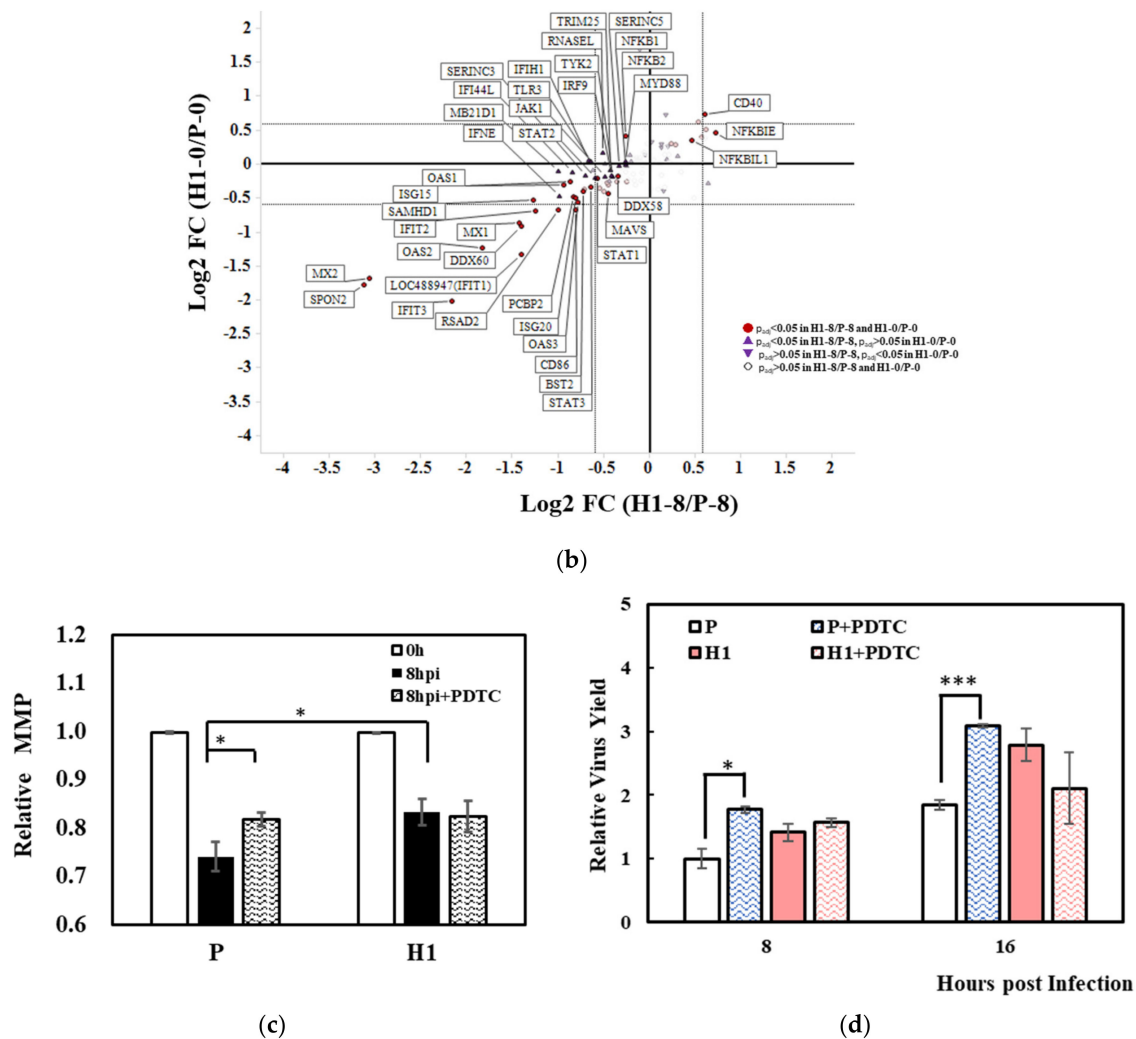 TRIM25
SERINC5
RNASEL
NFKB1
TYK2
NFKB2
SERINC3
IFIH1
IRF9
MYD88
IFI44L
TLR3
MB21D1
JAK1
CD40
IFNE
STAT2
NFKBIE
NFKBIL1
OAS1
ISG15
SAMHD1
DDX58
IFIT2
MX1
MAVS
OAS2
DDX60
STAT1
MX2
LOC488947(IFIT1)
SPON2
IFIT3
PCBP2
RSAD2
ISG20
OAS3
CD86
BST2
STAT3
padj<0.05 in H1-8/P-8 and H1-0/P-0
padj<0.05 in H1-8/P-8, padj>0.05 in H1-0/P-0
padj>0.05 in H1-8/P-8, padj<0.05 in H1-0/P-0
padj>0.05 in H1-8/P-8 and H1-0/P-0
2
1.5
1
0.5
0
-0.5
-1
-1.5
-2
-2.5
-3
-3.5
-4
Log2 FC (H1-0/P-0)
-4 -3.5 -3 -2.5 -2 -1.5 -1 -0.5 0 0.5 1 1.5 2
Log2 FC (H1-8/P-8)
(b)
1.2
1.1
1.0
0.9
0.8
0.7
0.6
Relative MMP
0h
8hpi
8hpi+PDTC
*
*
P H1
(c)
5
4
3
2
1
0
Relative Virus Yield
P P+PDTC
H1 H1+PDTC
***
*
8 16
Hours post Infection
(d)